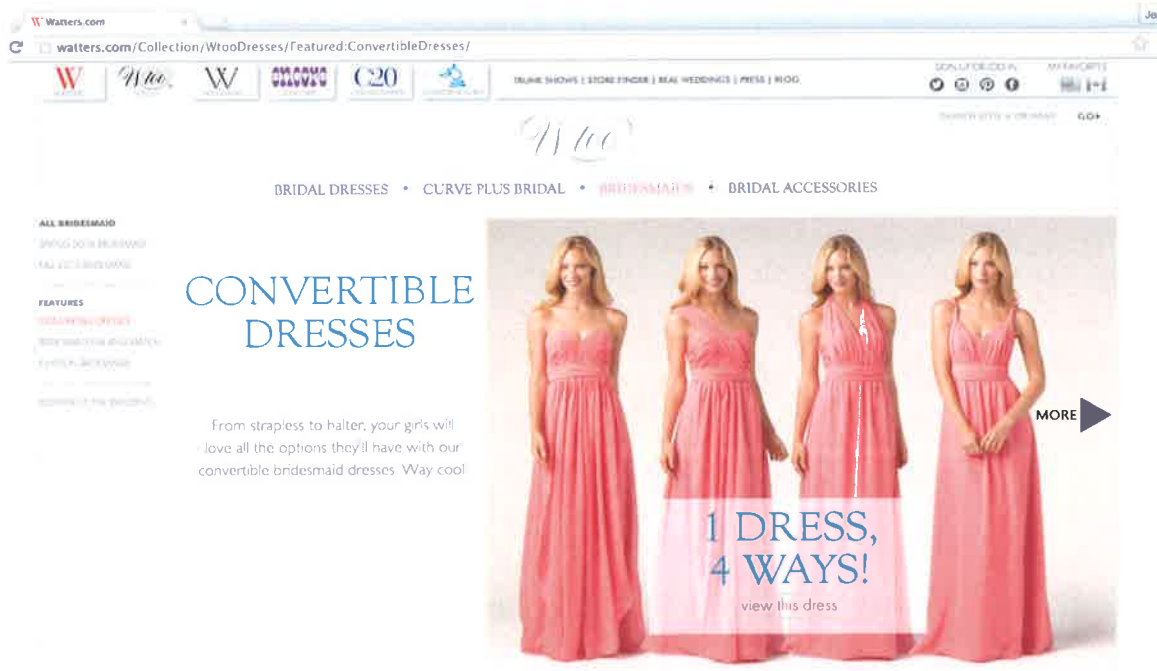 W Watters.com
Je
watters.com/Collection/WtooDresses/Featured:ConvertibleDresses/
W
Wtoo
W
C20
TRUNK SHOWS | STORE FINDER | REAL WEDDINGS | PRESS | BLOG
MY FAVORITES
GO+
Wtoo
BRIDAL DRESSES • CURVE PLUS BRIDAL • BRIDESMAIDS • BRIDAL ACCESSORIES
ALL BRIDESMAID
FEATURES
CONVERTIBLE
DRESSES
From strapless to halter, your girls will
love all the options they'll have with our
convertible bridesmaid dresses. Way cool
MORE
1 DRESS,
4 WAYS!
view this dress